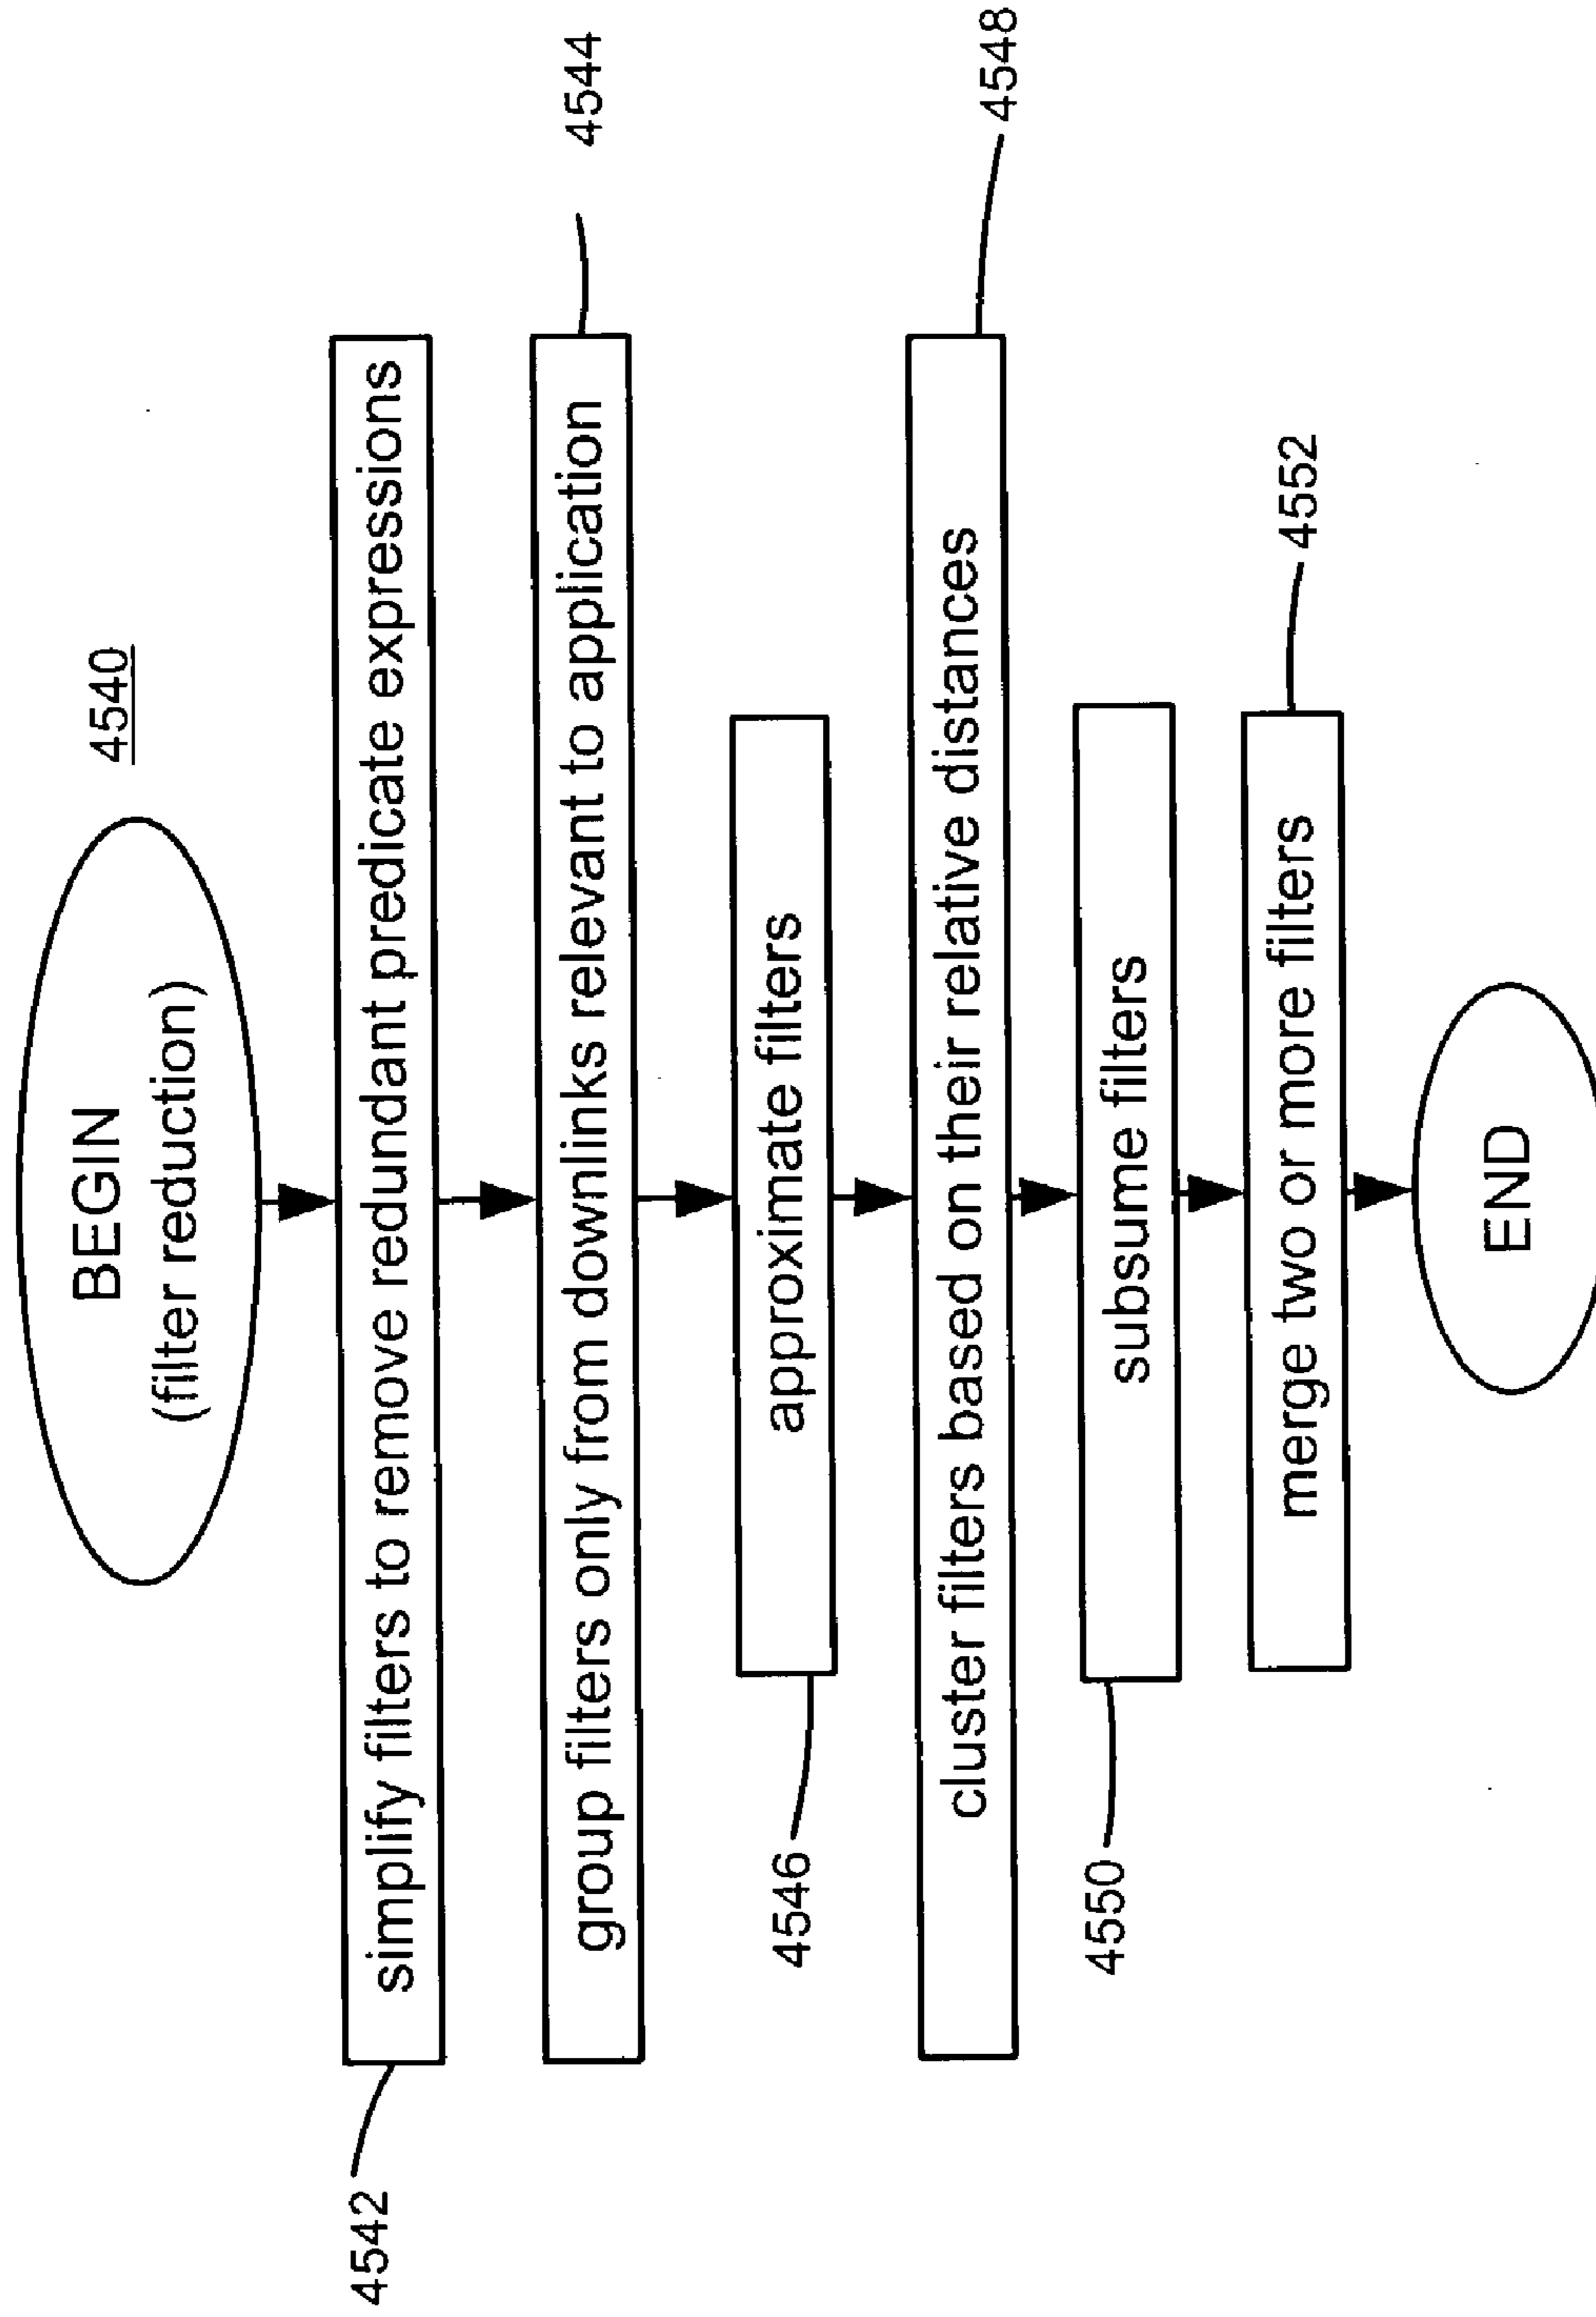 4540
BEGIN
(filter reduction)
4542
simplify filters to remove redundant predicate expressions
group filters only from downlinks relevant to application
4544
4546
approximate filters
cluster filters based on their relative distances
4548
4550
subsume filters
merge two or more filters
4552
END